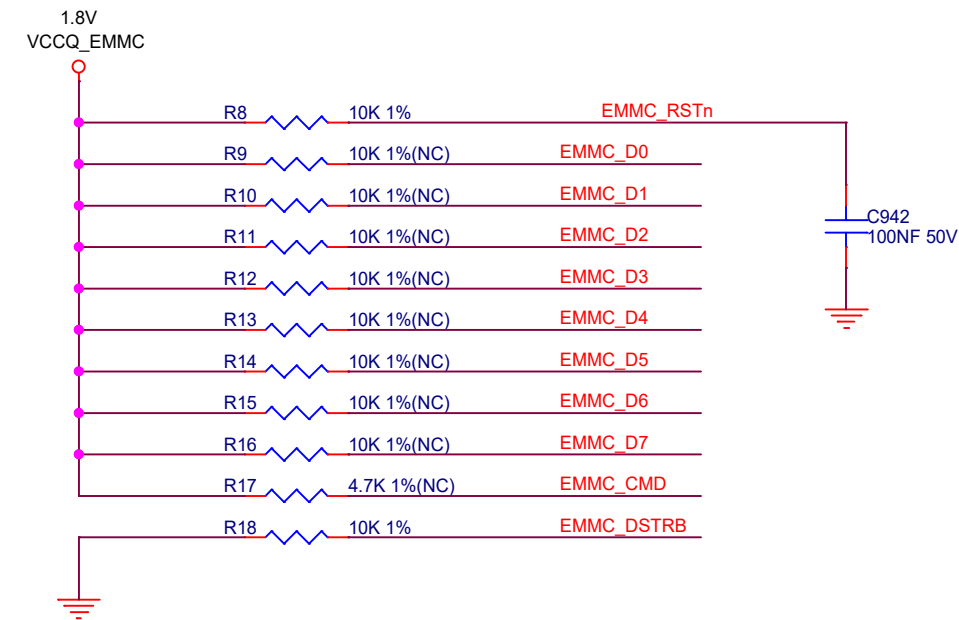 1.8V
VCCQ_EMMC
R8 10K 1% EMMC_RSTn
R9 10K 1%(NC) EMMC_D0
R10 10K 1%(NC) EMMC_D1
R11 10K 1%(NC) EMMC_D2
R12 10K 1%(NC) EMMC_D3
R13 10K 1%(NC) EMMC_D4
R14 10K 1%(NC) EMMC_D5
R15 10K 1%(NC) EMMC_D6
R16 10K 1%(NC) EMMC_D7
R17 4.7K 1%(NC) EMMC_CMD
R18 10K 1% EMMC_DSTRB
C942
100NF 50V